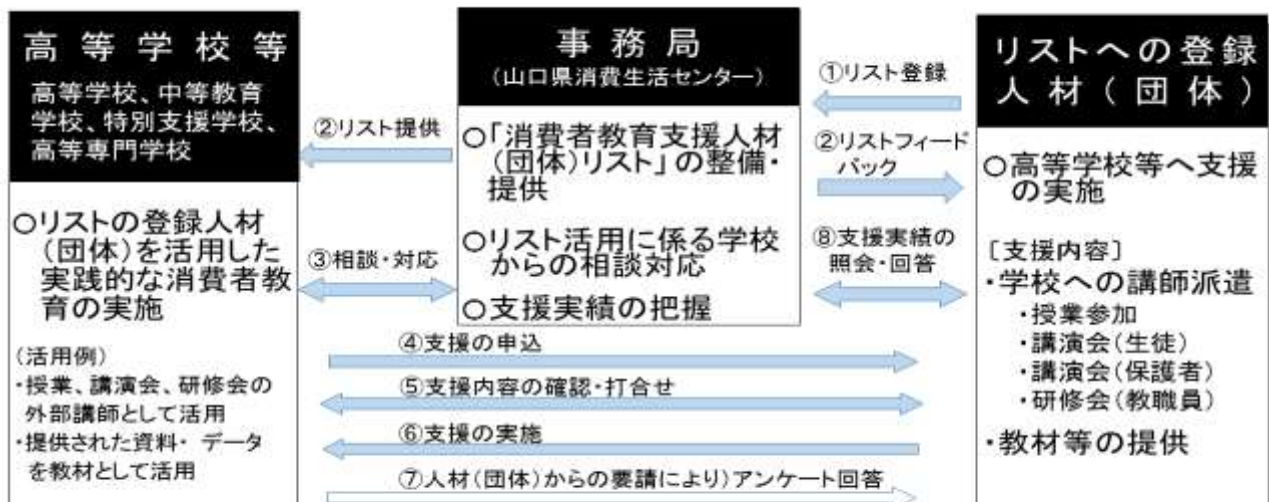 高等学校等
高等学校、中等教育
学校、特別支援学校、
高等専門学校
○リストの登録人材
(団体)を活用した
実践的な消費者教
育の実施
(活用例)
・授業、講演会、研修会の
外部講師として活用
・提供された資料・ データ
を教材として活用
②リスト提供
③相談・対応
事務局
(山口県消費生活センター)
○「消費者教育支援人材
(団体)リスト」の整備・
提供
○リスト活用に係る学校
からの相談対応
○支援実績の把握
①リスト登録
②リストフィード
バック
⑧支援実績の
照会・回答
④支援の申込
⑤支援内容の確認・打合せ
⑥支援の実施
⑦人材(団体)からの要請により)アンケート回答
リストへの登録
人材(団体)
○高等学校等へ支援
の実施
〔支援内容〕
・学校への講師派遣
・授業参加
・講演会(生徒)
・講演会(保護者)
・研修会(教職員)
・教材等の提供